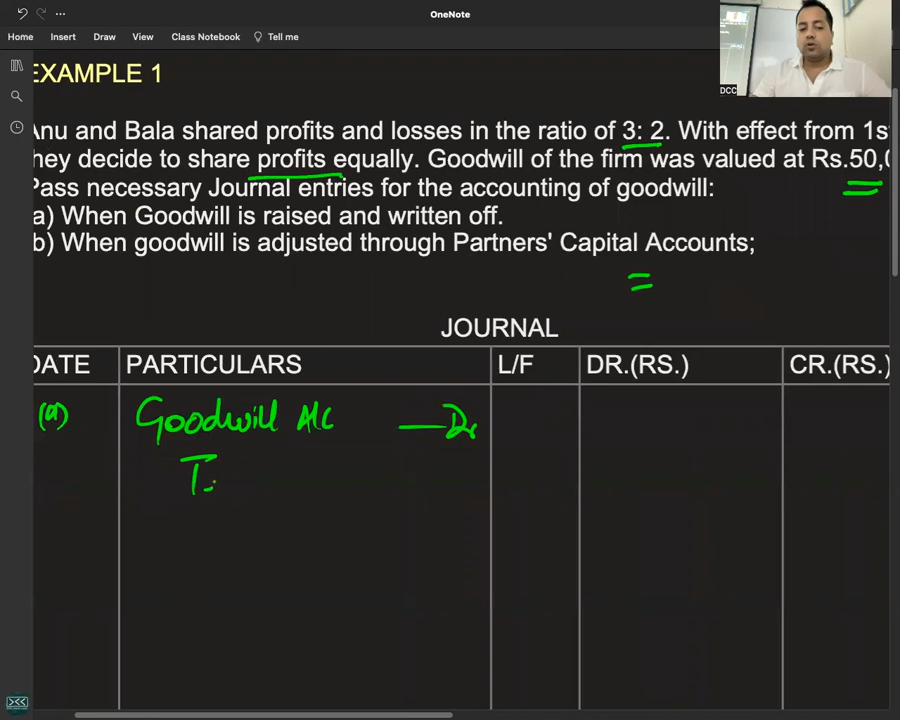 OneNote
Home Insert Draw View Class Notebook Tell me
DCC
EXAMPLE 1
Anu and Bala shared profits and losses in the ratio of 3: 2. With effect from 1s
hey decide to share profits equally. Goodwill of the firm was valued at Rs.50,0
Pass necessary Journal entries for the accounting of goodwill:
a) When Goodwill is raised and written off.
b) When goodwill is adjusted through Partners' Capital Accounts;
=
JOURNAL
DATE PARTICULARS L/F DR.(RS.) CR.(RS.)
(a) Goodwill A/c — Dr